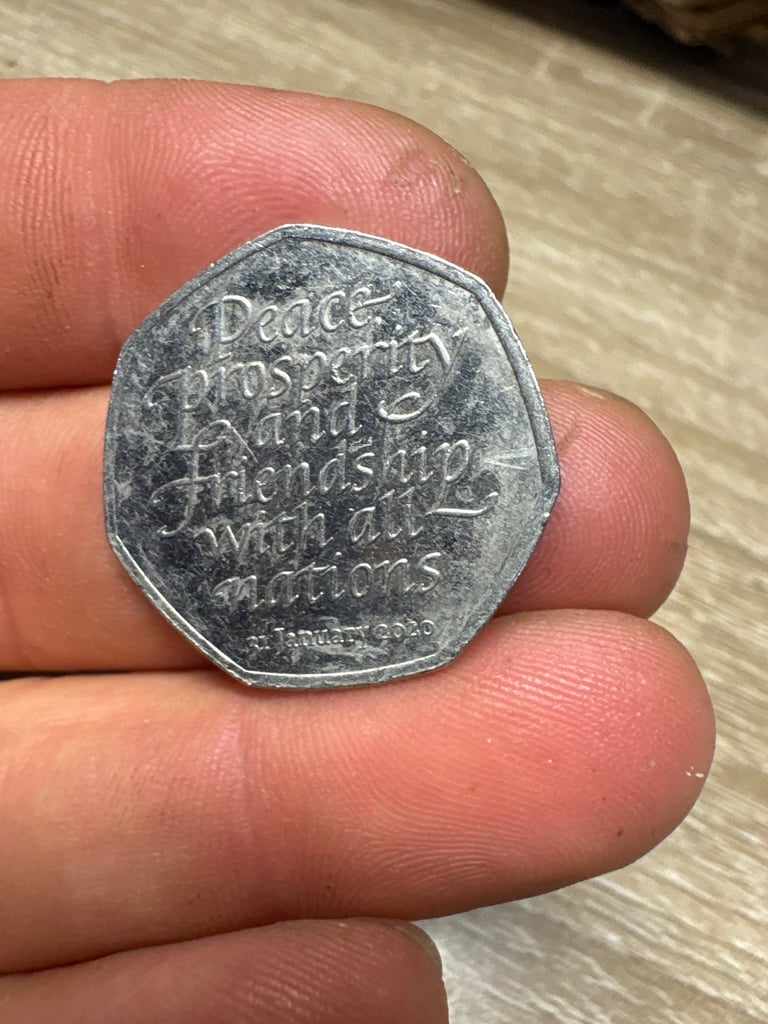 Peace,
prosperity
and
friendship
with all
nations
31 January 2020